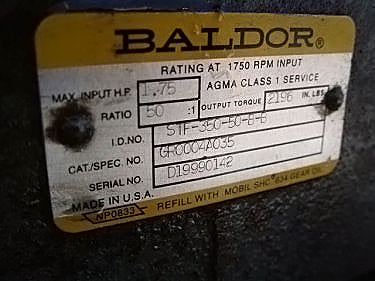 BALDOR®
RATING AT 1750 RPM INPUT
MAX. INPUT H.P. 1.75 AGMA CLASS 1 SERVICE
RATIO 50 :1 OUTPUT TORQUE 2196 IN. LBS.
I.D.NO. STF-350-50-B-B
CAT/SPEC. NO. GF0004A035
SERIAL NO. D19990142
MADE IN U.S.A.
NP0833 REFILL WITH MOBIL SHC 634 GEAR OIL